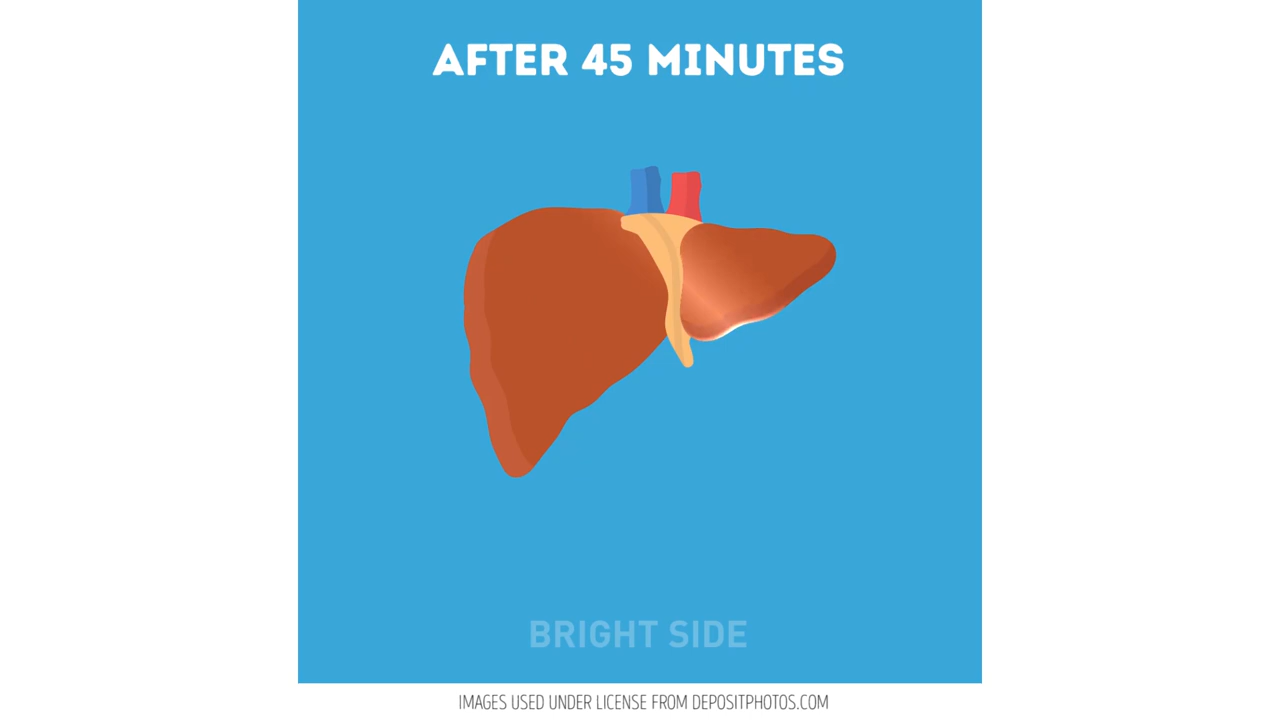 AFTER 45 MINUTES
BRIGHT SIDE
IMAGES USED UNDER LICENSE FROM DEPOSITPHOTOS.COM